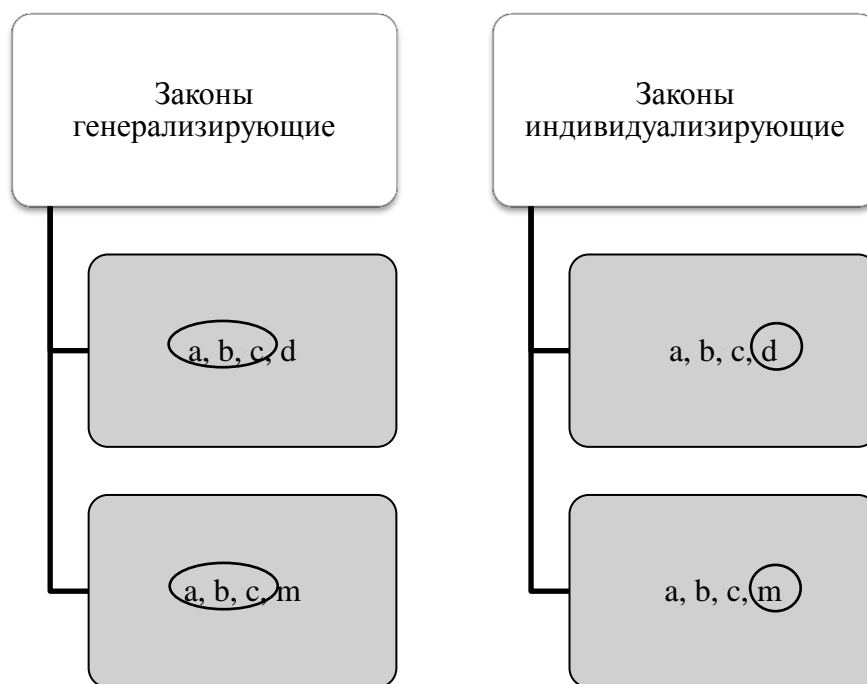 Законы
генерализирующие
a, b, c, d
a, b, c, m
Законы
индивидуализирующие
a, b, c, d
a, b, c, m